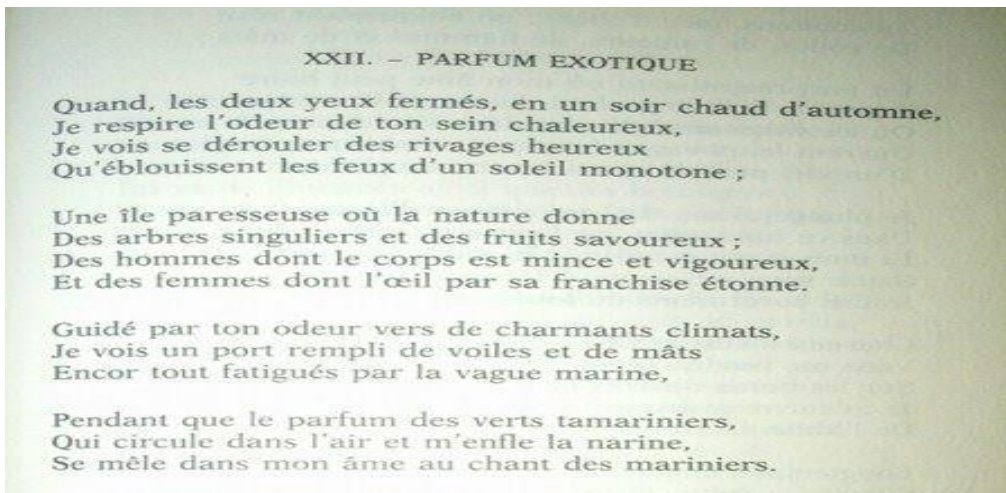 XXII. – PARFUM EXOTIQUE
Quand, les deux yeux fermés, en un soir chaud d'automne,
Je respire l'odeur de ton sein chaleureux,
Je vois se dérouler des rivages heureux
Qu'éblouissent les feux d'un soleil monotone ;
Une île paresseuse où la nature donne
Des arbres singuliers et des fruits savoureux ;
Des hommes dont le corps est mince et vigoureux,
Et des femmes dont l'œil par sa franchise étonne.
Guidé par ton odeur vers de charmants climats,
Je vois un port rempli de voiles et de mâts
Encor tout fatigués par la vague marine,
Pendant que le parfum des verts tamariniers,
Qui circule dans l'air et m'enfle la narine,
Se mêle dans mon âme au chant des mariniers.